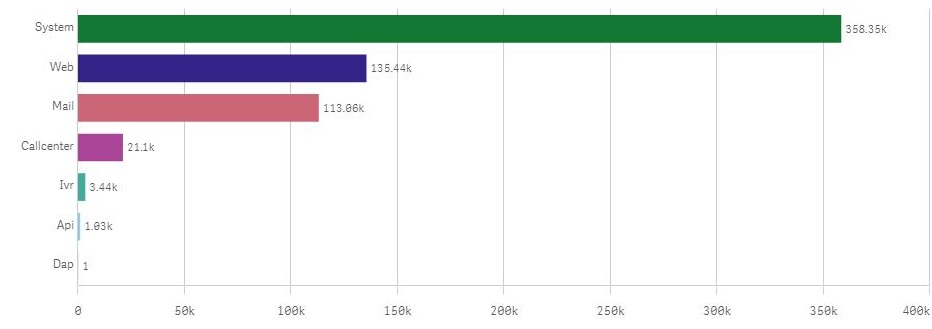 System 358.35k
Web 135.44k
Mail 113.06k
Callcenter 21.1k
Ivr 3.44k
Api 1.03k
Dap 1
0 50k 100k 150k 200k 250k 300k 350k 400k